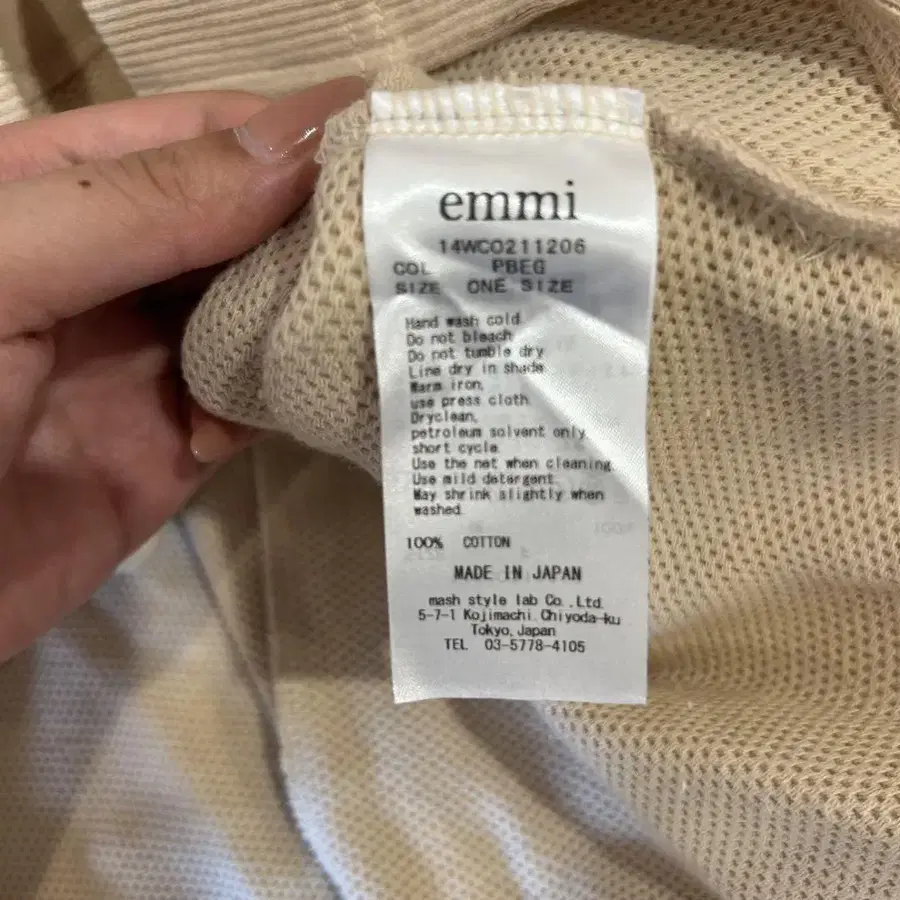 emmi
14WCO211206
COL PBEG
SIZE ONE SIZE
Hand wash cold
Do not bleach
Do not tumble dry
Line dry in shade
Warm iron,
use press cloth
Dryclean,
petroleum solvent only
short cycle.
Use the net when cleaning.
Use mild detergent.
May shrink slightly when
washed.
100% COTTON
MADE IN JAPAN
mash style lab Co.,Ltd.
5-7-1 Kojimachi. Chiyoda-ku
Tokyo, Japan
TEL 03-5778-4105